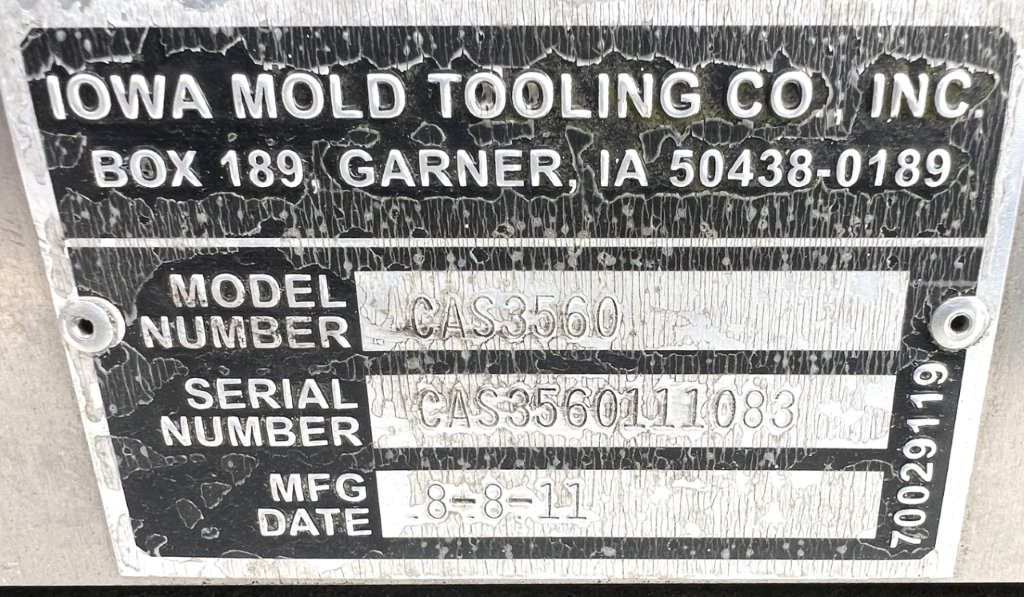 IOWA MOLD TOOLING CO., INC.
BOX 189, GARNER, IA 50438-0189
MODEL NUMBER CAS3560
SERIAL NUMBER CAS3560111083
MFG DATE 8-8-11
70029119